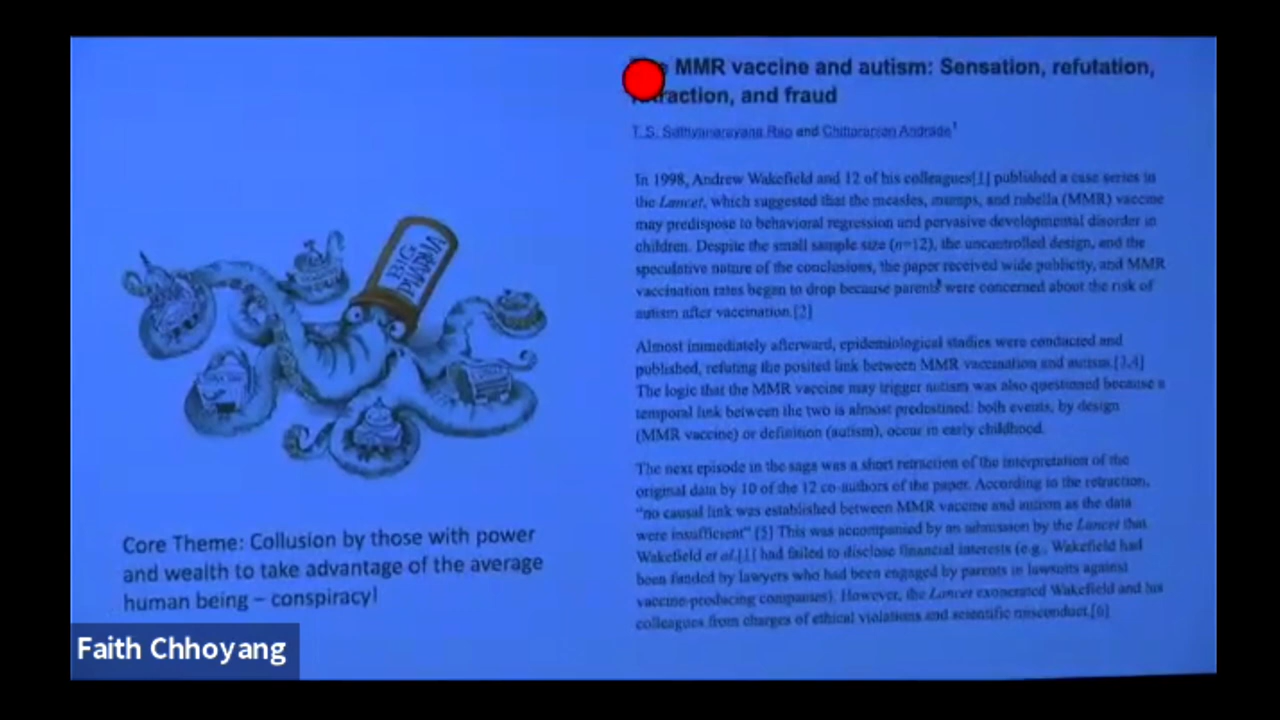 MMR vaccine and autism: Sensation, refutation,
retraction, and fraud
T. S. Sathyanarayana Rao and Chittaranjan Andrade¹
In 1998, Andrew Wakefield and 12 of his colleagues[1] published a case series in
the Lancet, which suggested that the measles, mumps, and rubella (MMR) vaccine
may predispose to behavioral regression and pervasive developmental disorder in
children. Despite the small sample size (n=12), the uncontrolled design, and the
speculative nature of the conclusions, the paper received wide publicity, and MMR
vaccination rates began to drop because parents were concerned about the risk of
autism after vaccination.[2]
Almost immediately afterward, epidemiological studies were conducted and
published, refuting the posited link between MMR vaccination and autism.[3,4]
The logic that the MMR vaccine may trigger autism was also questioned because a
temporal link between the two is almost predestined: both events, by design
(MMR vaccine) or definition (autism), occur in early childhood.
The next episode in the saga was a short retraction of the interpretation of the
original data by 10 of the 12 co-authors of the paper. According to the retraction,
"no causal link was established between MMR vaccine and autism as the data
were insufficient".[5] This was accompanied by an admission by the Lancet that
Wakefield et al.[1] had failed to disclose financial interests (e.g., Wakefield had
been funded by lawyers who had been engaged by parents in lawsuits against
vaccine-producing companies). However, the Lancet exonerated Wakefield and his
colleagues from charges of ethical violations and scientific misconduct.[6]
Core Theme: Collusion by those with power
and wealth to take advantage of the average
human being – conspiracy!
Faith Chhoyang